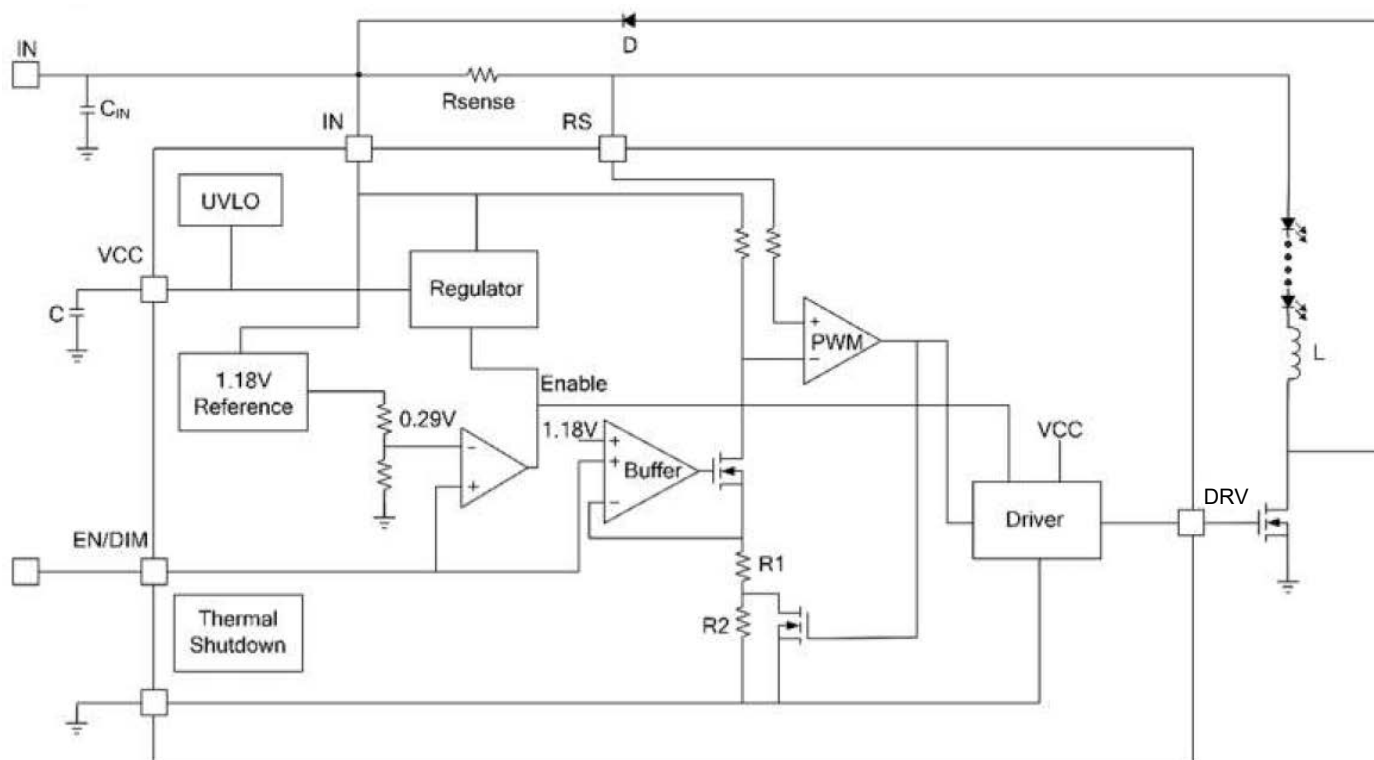 D
IN
C_IN
Rsense
IN
RS
UVLO
VCC
Regulator
C
+
PWM
−
L
1.18V
Reference
Enable
0.29V
1.18V
VCC
-
+
+
+
−
Buffer
DRV
Driver
EN/DIM
R1
Thermal
Shutdown
R2